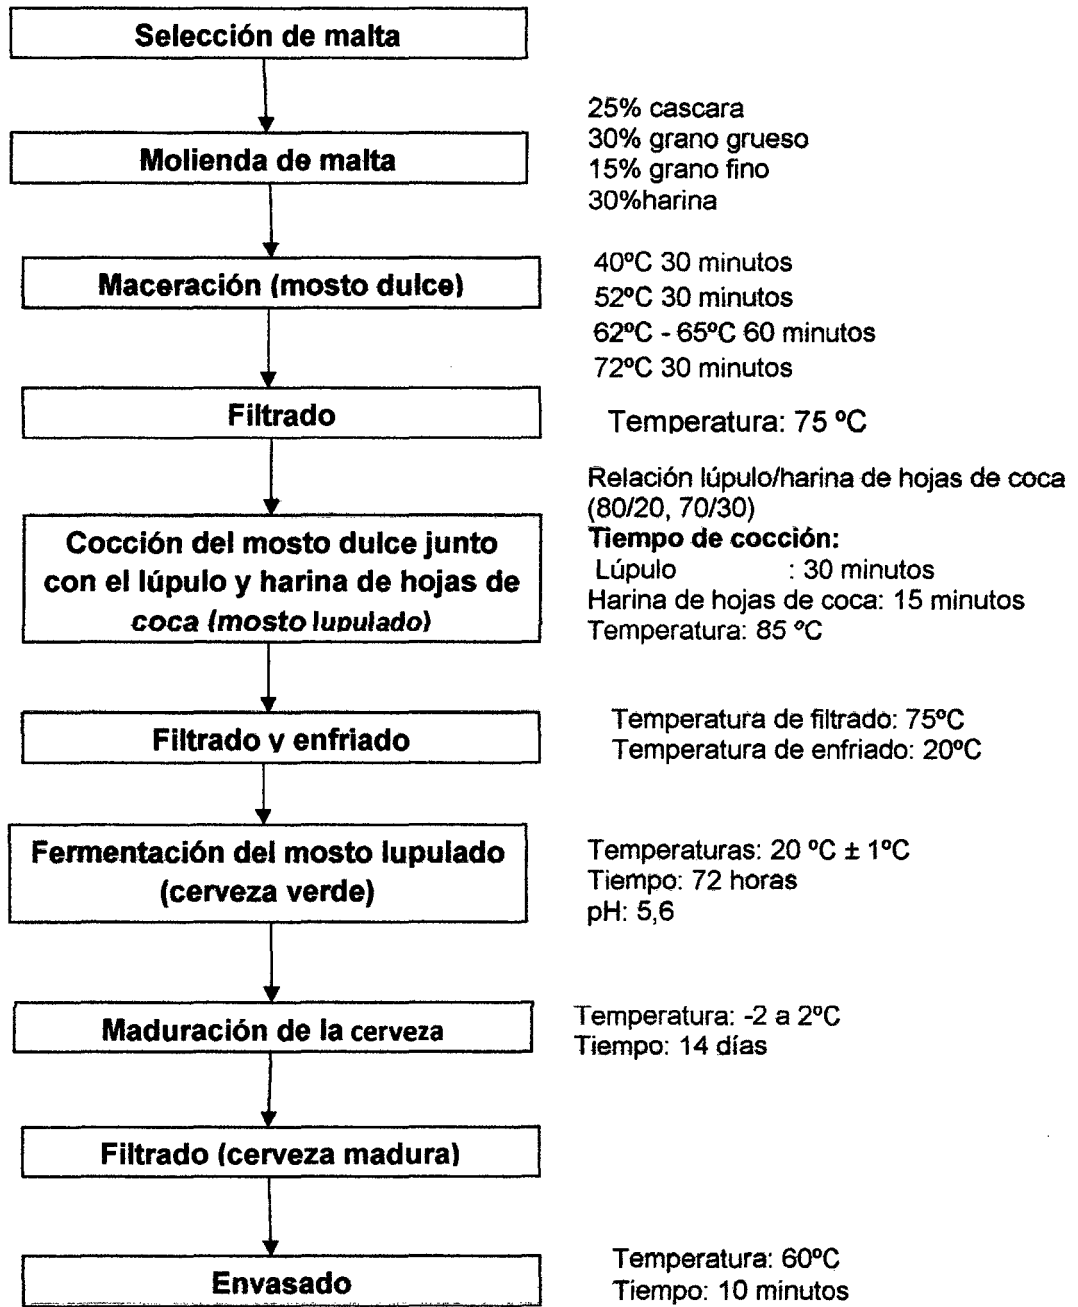 Selección de malta
25% cascara
30% grano grueso
15% grano fino
30%harina
Molienda de malta
40ºC 30 minutos
52ºC 30 minutos
62ºC - 65ºC 60 minutos
72ºC 30 minutos
Maceración (mosto dulce)
Filtrado
Temperatura: 75 ºC
Relación lúpulo/harina de hojas de coca
(80/20, 70/30)
Tiempo de cocción:
Lúpulo : 30 minutos
Harina de hojas de coca: 15 minutos
Temperatura: 85 ºC
Cocción del mosto dulce junto
con el lúpulo y harina de hojas de
coca (mosto lupulado)
Filtrado y enfriado
Temperatura de filtrado: 75ºC
Temperatura de enfriado: 20ºC
Fermentación del mosto lupulado
(cerveza verde)
Temperaturas: 20 ºC ± 1ºC
Tiempo: 72 horas
pH: 5,6
Maduración de la cerveza
Temperatura: -2 a 2ºC
Tiempo: 14 días
Filtrado (cerveza madura)
Envasado
Temperatura: 60ºC
Tiempo: 10 minutos